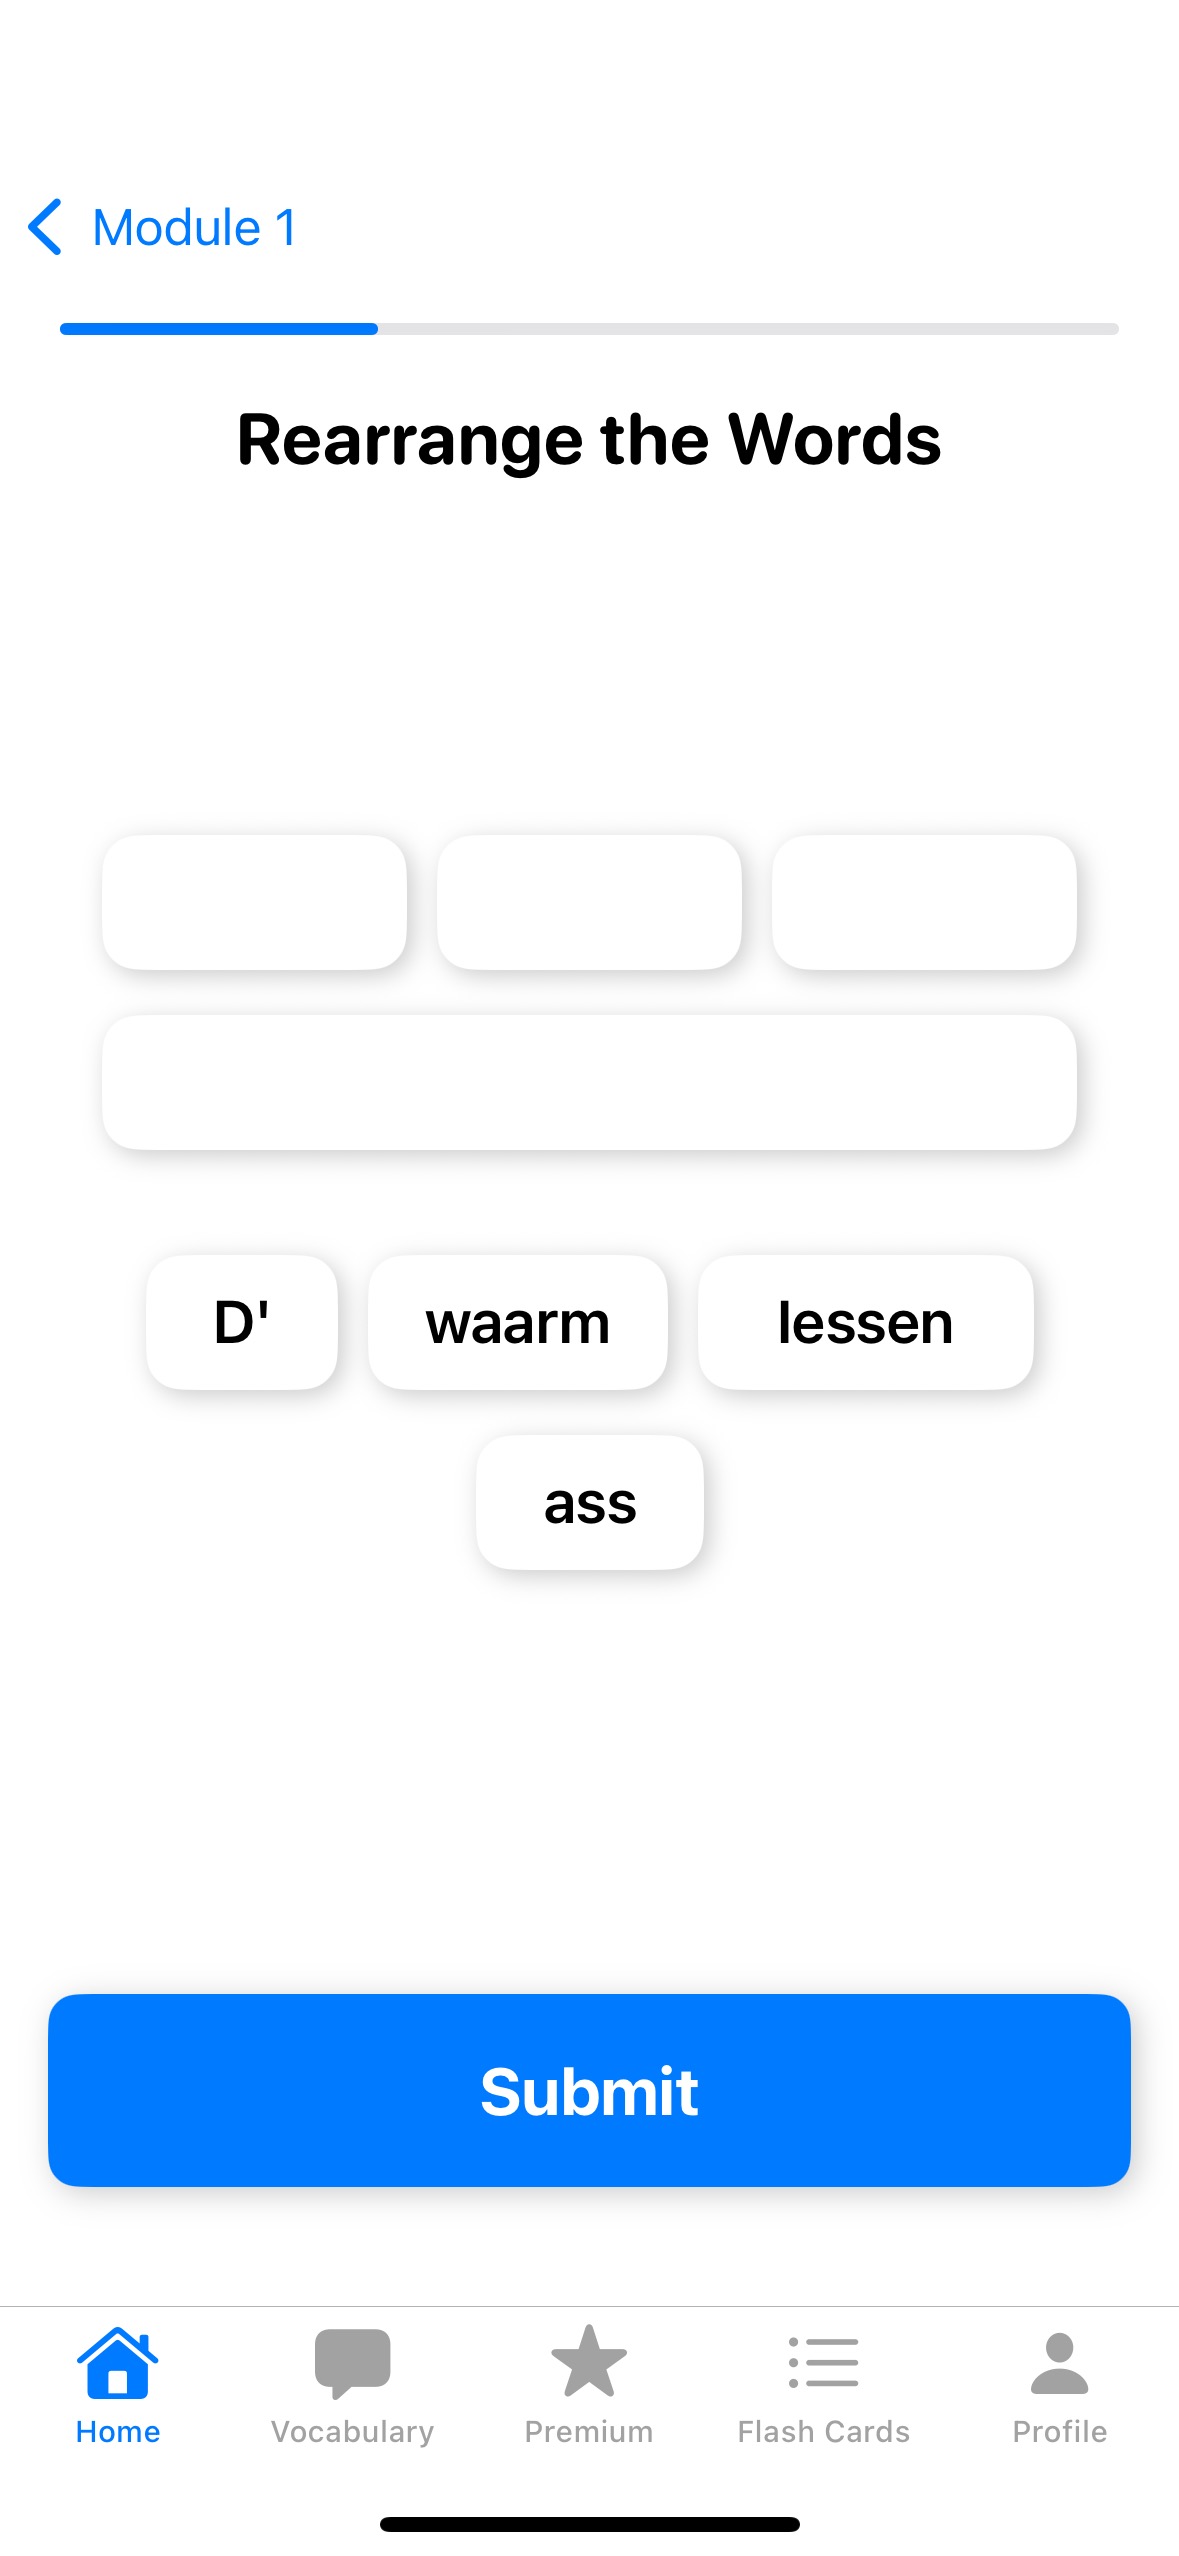 Module 1
Rearrange the Words
D' waarm lessen
ass
Submit
Home Vocabulary Premium Flash Cards Profile